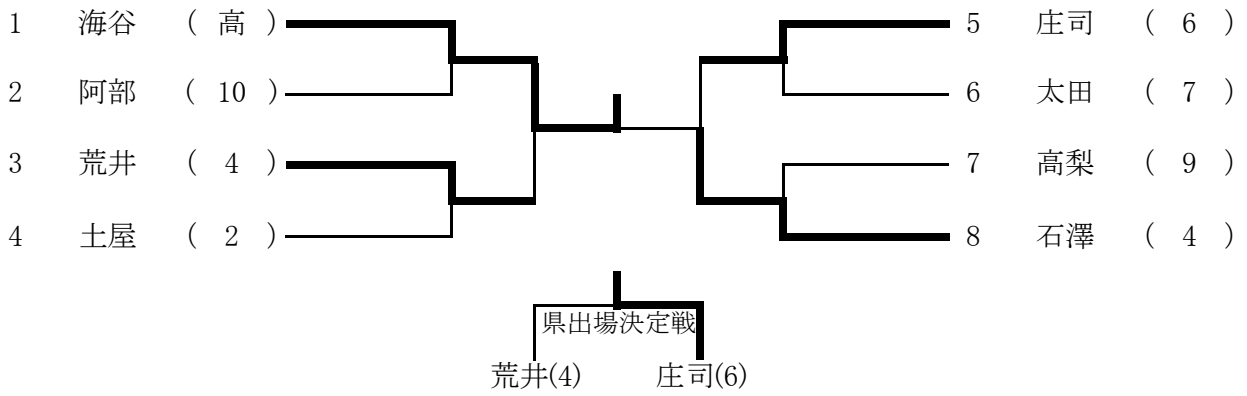 1 海谷 ( 高 ) 5 庄司 ( 6 )
2 阿部 ( 10 ) 6 太田 ( 7 )
3 荒井 ( 4 ) 7 高梨 ( 9 )
4 土屋 ( 2 ) 8 石澤 ( 4 )
県出場決定戦
荒井(4) 庄司(6)